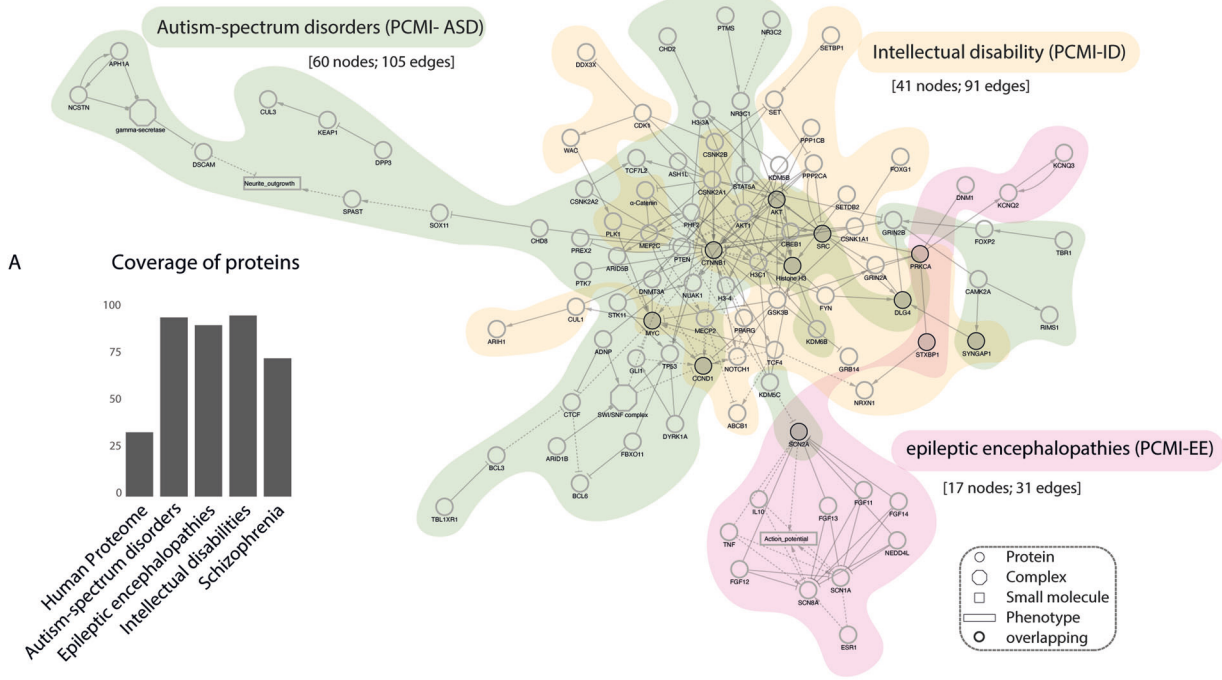 Autism-spectrum disorders (PCMI- ASD)
[60 nodes; 105 edges]
Intellectual disability (PCMI-ID)
[41 nodes; 91 edges]
APH1A
NCSTN
gamma-secretase
CUL3
KEAP1
DPP3
DSCAM
Neurite_outgrowth
SPAST
SOX11
CHD8
DDX3X
WAC
CDK1
CHD2
PTMS
NR3C2
SETBP1
H3i3A
NR3C1
SET
PPP1CB
CSNK2B
TCF7L2
ASH1L
KDM5B
PPP2CA
FOXG1
CSNK2A2
CSNK2A1
STAT5A
α-Catenin
AKT
SETDB2
PLK1
PHF2
AKT1
MEP2C
CREB1
SRC
CSNK1A1
GRIN2B
PREX2
PTEN
CTNNB1
ARID5B
H3C1
Histone H3
GRIN2A
PRKCA
PTK7
DNMT3A
NUAK1
H3-4
GSK3B
FYN
DLG4
CAMK2A
DNM1
KCNQ3
KCNQ2
FOXP2
TBR1
RIMS1
STK11
CUL1
ARIH1
MYC
MECP2
PPARG
KDM6B
STXBP1
SYNGAP1
ADNP
GLI1
TP53
NOTCH1
TCF4
GRB14
CCND1
KDM5C
NRXN1
SWI/SNF complex
CTCF
ABCB1
DYRK1A
FBXO11
ARID1B
BCL3
BCL6
TBL1XR1
SCN2A
epileptic encephalopathies (PCMI-EE)
[17 nodes; 31 edges]
IL10
FGF13
FGF11
FGF14
TNF
Action_potential
NEDD4L
FGF12
SCN8A
SCN1A
ESR1
A
Coverage of proteins
100
75
50
25
0
Human Proteome
Autism-spectrum disorders
Epileptic encephalopathies
Intellectual disabilities
Schizophrenia
Protein
Complex
Small molecule
Phenotype
overlapping